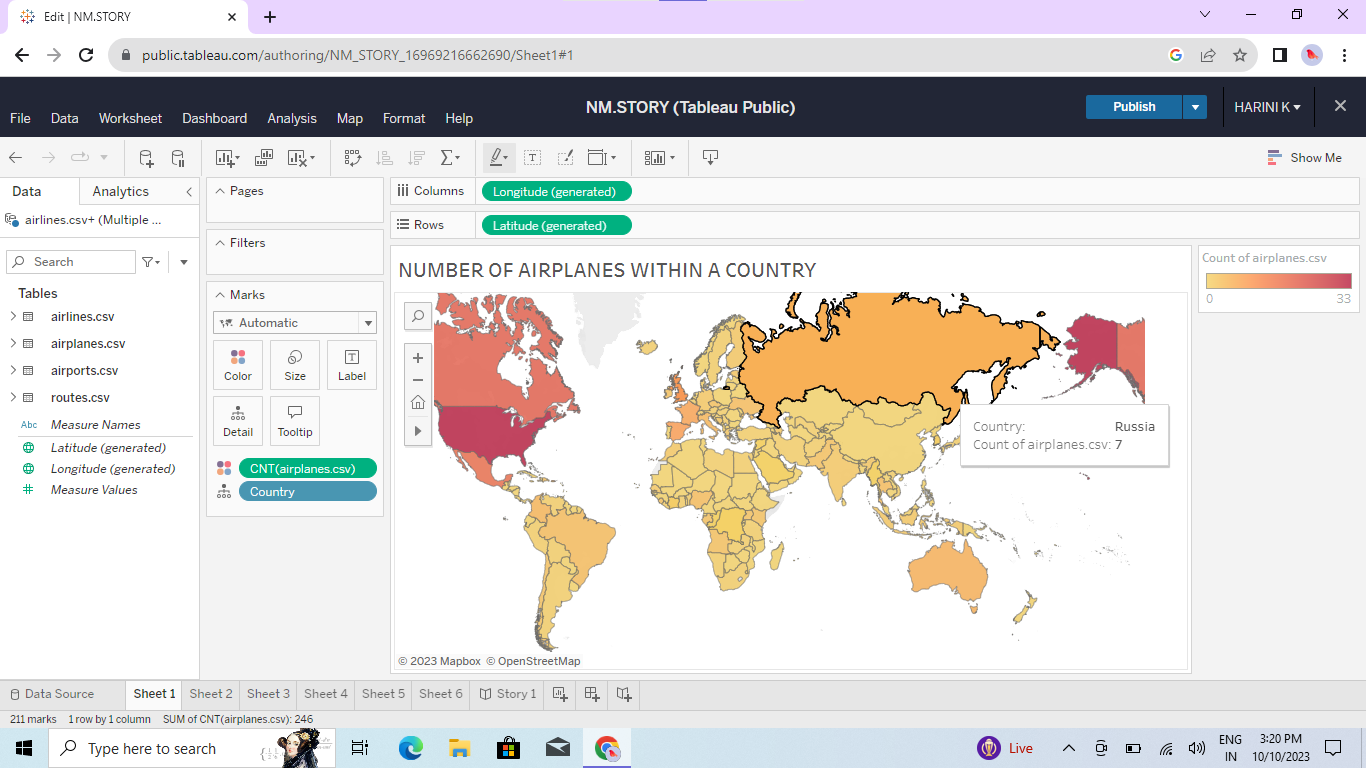 Edit | NM.STORY
public.tableau.com/authoring/NM_STORY_16969216662690/Sheet1#1
NM.STORY (Tableau Public)
Publish
HARINI K
File Data Worksheet Dashboard Analysis Map Format Help
Show Me
Data Analytics
airlines.csv+ (Multiple ...
Search
Tables
airlines.csv
airplanes.csv
airports.csv
routes.csv
Abc Measure Names
Latitude (generated)
Longitude (generated)
Measure Values
Pages
Filters
Marks
Automatic
Color Size Label
Detail Tooltip
CNT(airplanes.csv)
Country
Columns Longitude (generated)
Rows Latitude (generated)
NUMBER OF AIRPLANES WITHIN A COUNTRY
Country: Russia
Count of airplanes.csv: 7
© 2023 Mapbox © OpenStreetMap
Count of airplanes.csv
0 33
Data Source Sheet 1 Sheet 2 Sheet 3 Sheet 4 Sheet 5 Sheet 6 Story 1
211 marks 1 row by 1 column SUM of CNT(airplanes.csv): 246
Type here to search
Live
ENG
IN
3:20 PM
10/10/2023